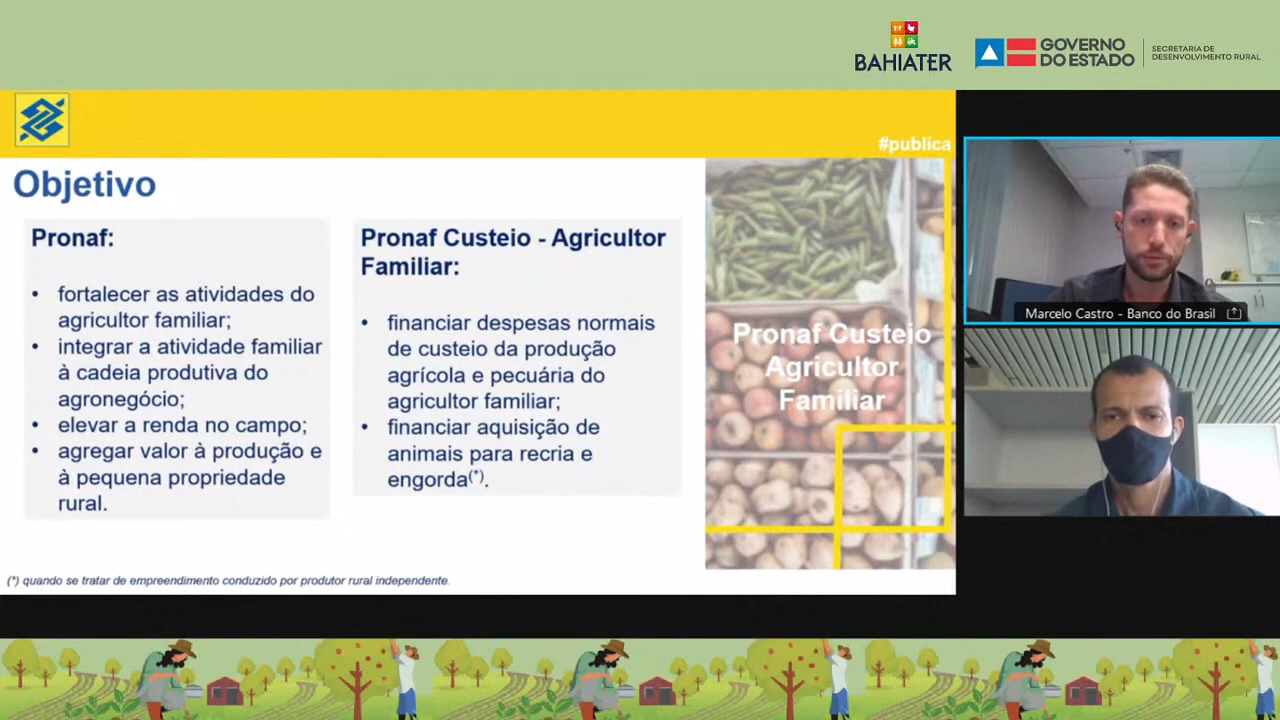 BAHIATER
GOVERNO
DO ESTADO
SECRETARIA DE
DESENVOLVIMENTO RURAL
#publica
Objetivo
Pronaf:
• fortalecer as atividades do
agricultor familiar;
• integrar a atividade familiar
à cadeia produtiva do
agronegócio;
• elevar a renda no campo;
• agregar valor à produção e
à pequena propriedade
rural.
Pronaf Custeio - Agricultor
Familiar:
• financiar despesas normais
de custeio da produção
agrícola e pecuária do
agricultor familiar;
• financiar aquisição de
animais para recria e
engorda(*).
Pronaf Custeio
Agricultor
Familiar
(*) quando se tratar de empreendimento conduzido por produtor rural independente.
Marcelo Castro - Banco do Brasil